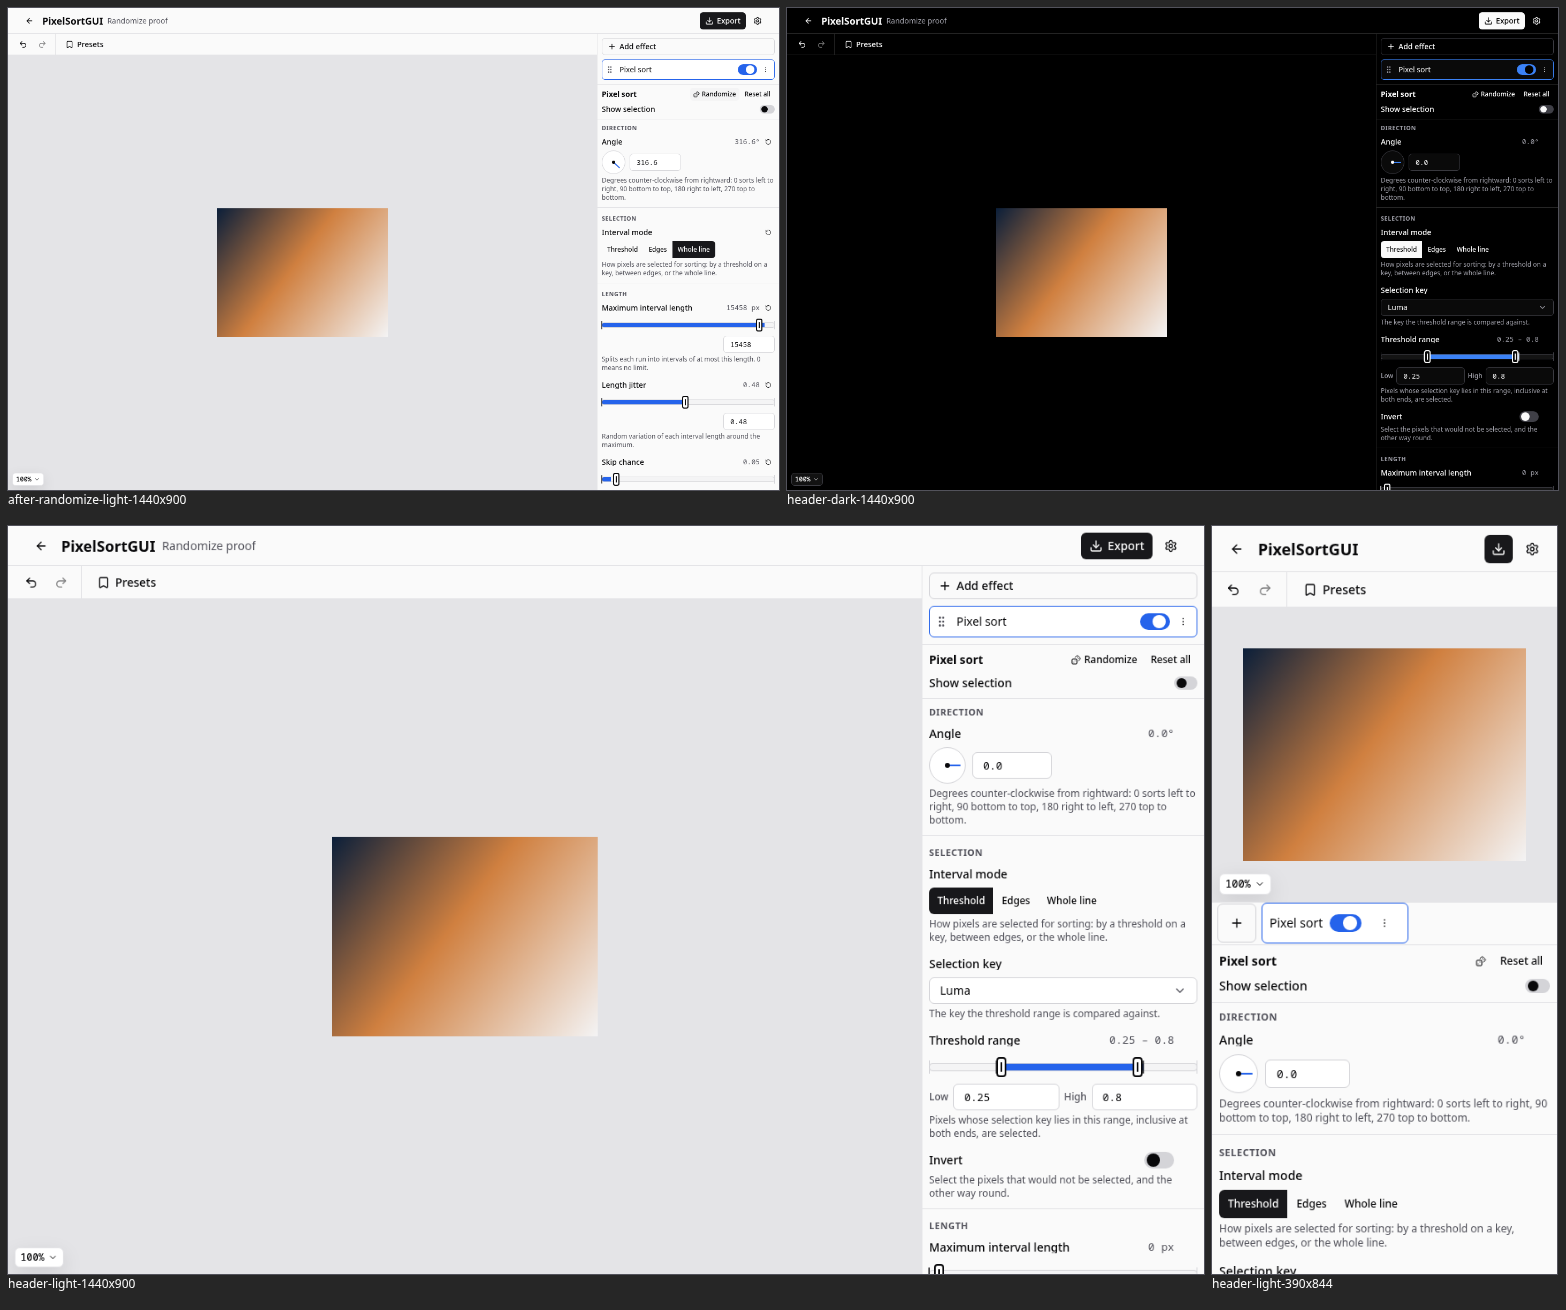 PixelSortGUI Randomize proof
Export
Presets
Add effect
Pixel sort
Pixel sort Randomize Reset all
Show selection
DIRECTION
Angle 316.6°
316.6
Degrees counter-clockwise from rightward: 0 sorts left to
right, 90 bottom to top, 180 right to left, 270 top to
bottom.
SELECTION
Interval mode
Threshold Edges Whole line
How pixels are selected for sorting: by a threshold on a
key, between edges, or the whole line.
LENGTH
Maximum interval length 15458 px
15458
Splits each run into intervals of at most this length. 0
means no limit.
Length jitter 0.48
0.48
Random variation of each interval length around the
maximum.
Skip chance 0.05
100%
after-randomize-light-1440x900
PixelSortGUI Randomize proof
Export
Presets
Add effect
Pixel sort
Pixel sort Randomize Reset all
Show selection
DIRECTION
Angle 0.0°
0.0
Degrees counter-clockwise from rightward: 0 sorts left to
right, 90 bottom to top, 180 right to left, 270 top to
bottom.
SELECTION
Interval mode
Threshold Edges Whole line
How pixels are selected for sorting: by a threshold on a
key, between edges, or the whole line.
Selection key
Luma
The key the threshold range is compared against.
Threshold range 0.25 – 0.8
Low 0.25 High 0.8
Pixels whose selection key lies in this range, inclusive at
both ends, are selected.
Invert
Select the pixels that would not be selected, and the
other way round.
LENGTH
Maximum interval length 0 px
100%
header-dark-1440x900
PixelSortGUI Randomize proof
Export
Presets
Add effect
Pixel sort
Pixel sort Randomize Reset all
Show selection
DIRECTION
Angle 0.0°
0.0
Degrees counter-clockwise from rightward: 0 sorts left to
right, 90 bottom to top, 180 right to left, 270 top to
bottom.
SELECTION
Interval mode
Threshold Edges Whole line
How pixels are selected for sorting: by a threshold on a
key, between edges, or the whole line.
Selection key
Luma
The key the threshold range is compared against.
Threshold range 0.25 – 0.8
Low 0.25 High 0.8
Pixels whose selection key lies in this range, inclusive at
both ends, are selected.
Invert
Select the pixels that would not be selected, and the
other way round.
LENGTH
Maximum interval length 0 px
100%
header-light-1440x900
PixelSortGUI
Presets
100%
Pixel sort
Pixel sort Reset all
Show selection
DIRECTION
Angle 0.0°
0.0
Degrees counter-clockwise from rightward: 0 sorts left to right, 90
bottom to top, 180 right to left, 270 top to bottom.
SELECTION
Interval mode
Threshold Edges Whole line
How pixels are selected for sorting: by a threshold on a key,
between edges, or the whole line.
Selection key
header-light-390x844